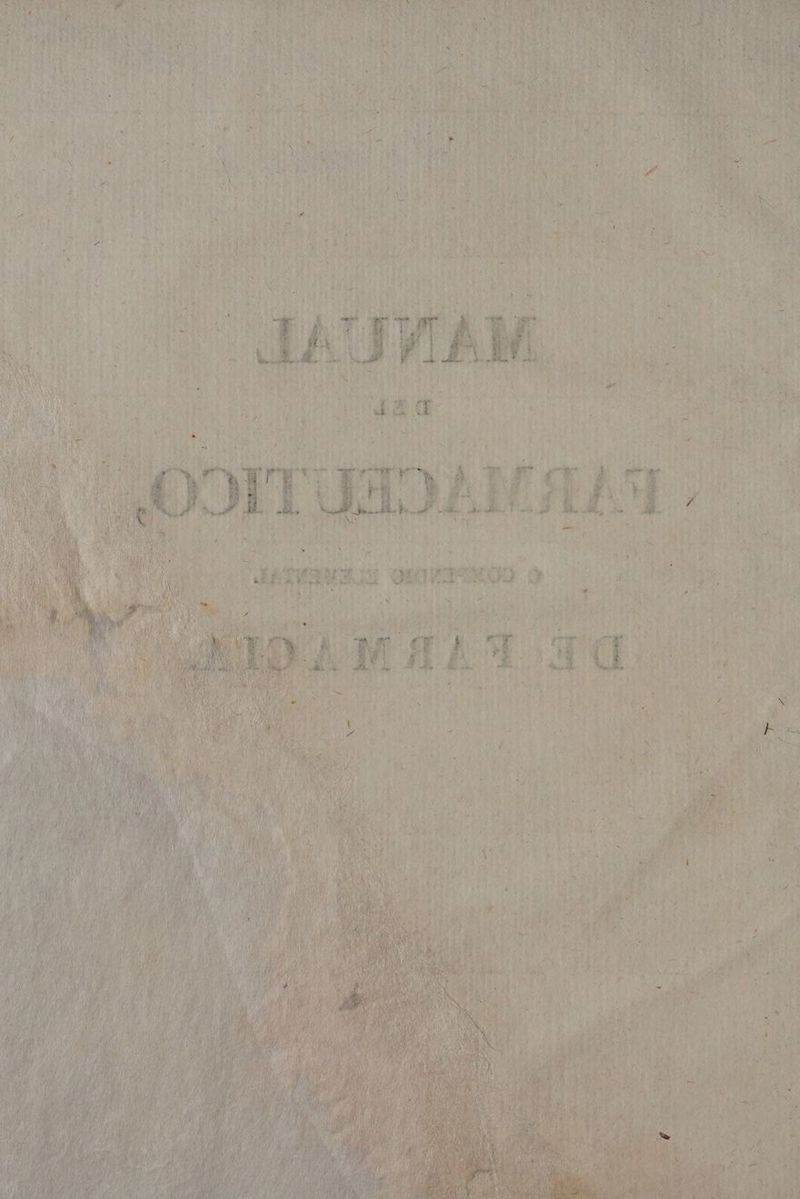 MANUAL
DEL
FARMACEUTICO,
Ó COMPENDIO ELEMENTAL
DE FARMACIA.